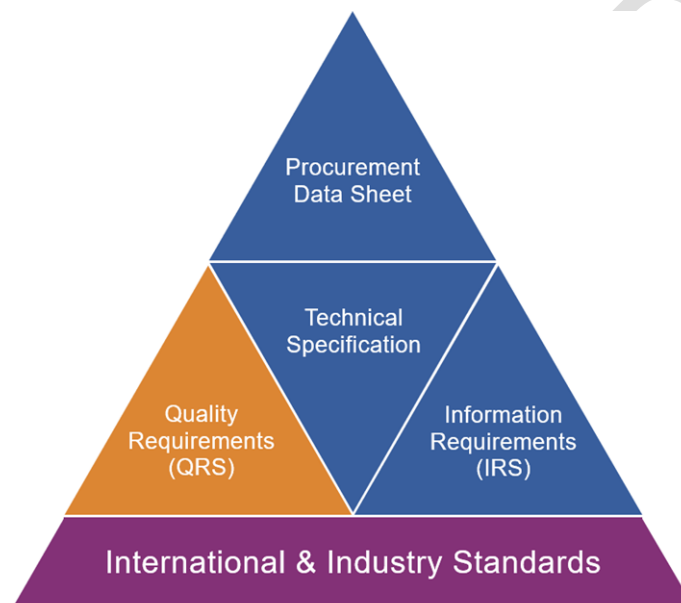 Procurement
Data Sheet
Technical
Specification
Quality
Requirements
(QRS)
Information
Requirements
(IRS)
International & Industry Standards